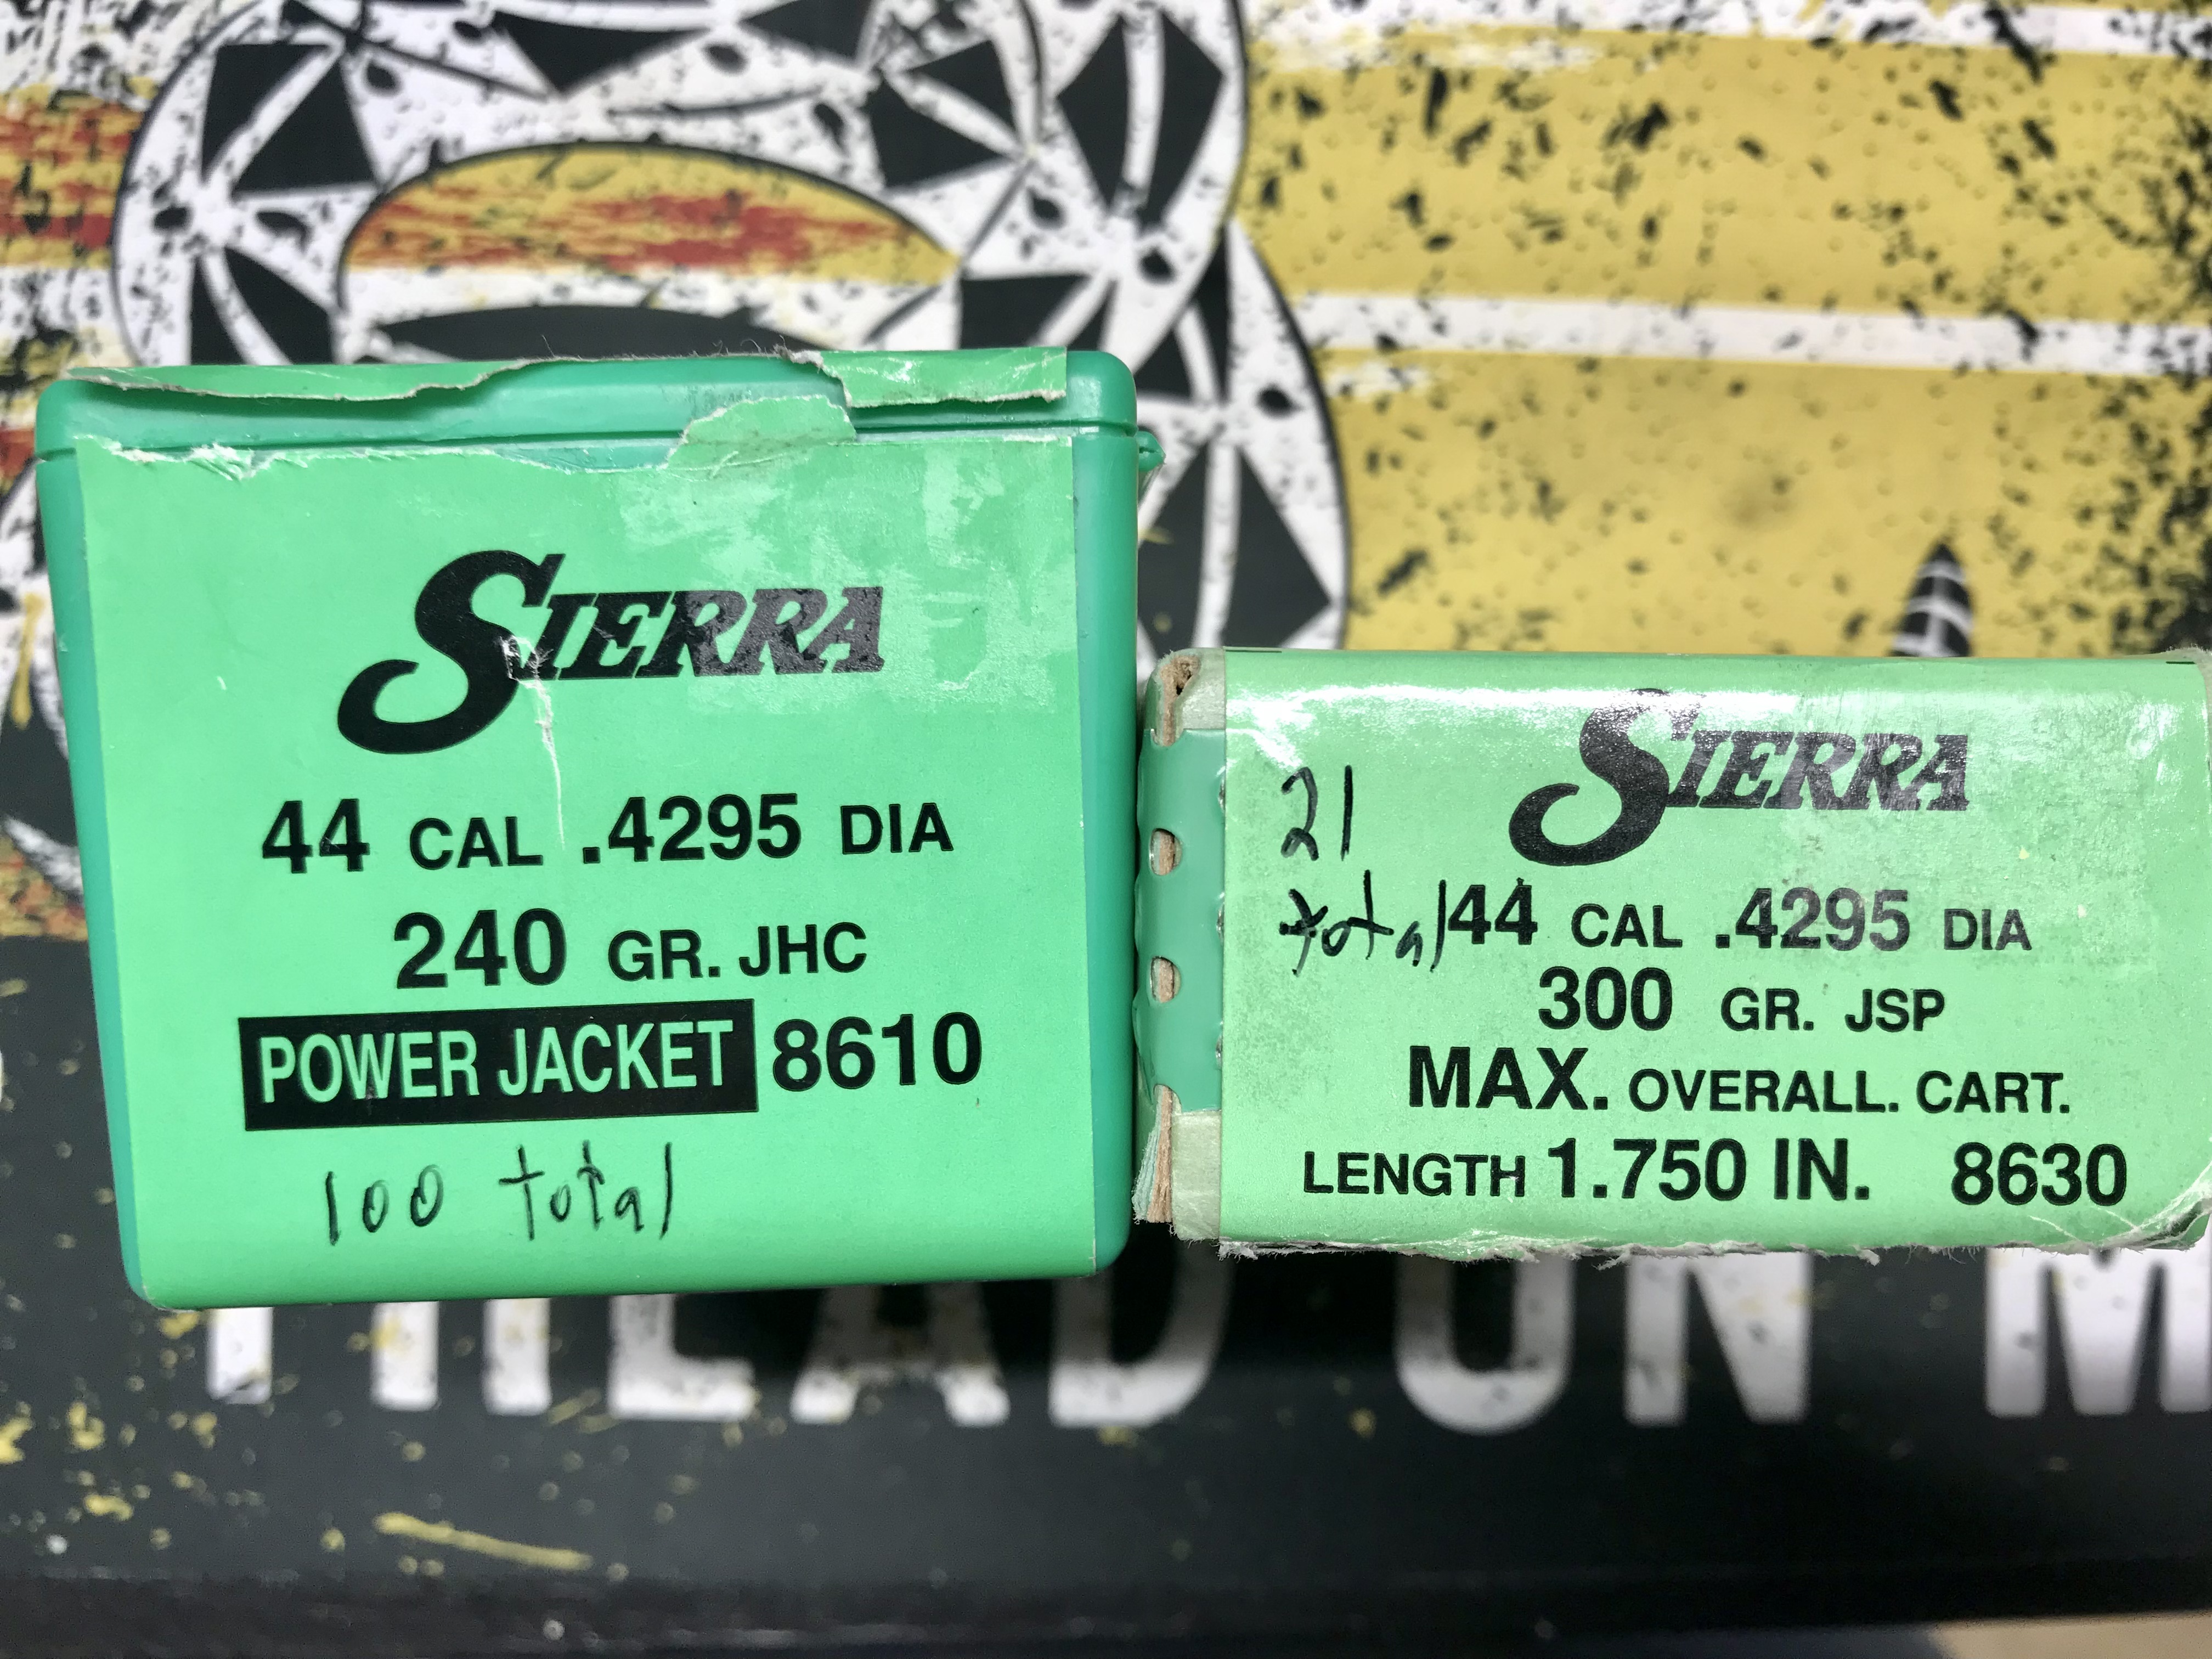 SIERRA
44 CAL .4295 DIA
240 GR. JHC
POWER JACKET 8610
100 total
SIERRA
21
total
44 CAL .4295 DIA
300 GR. JSP
MAX. OVERALL. CART.
LENGTH 1.750 IN. 8630
ON